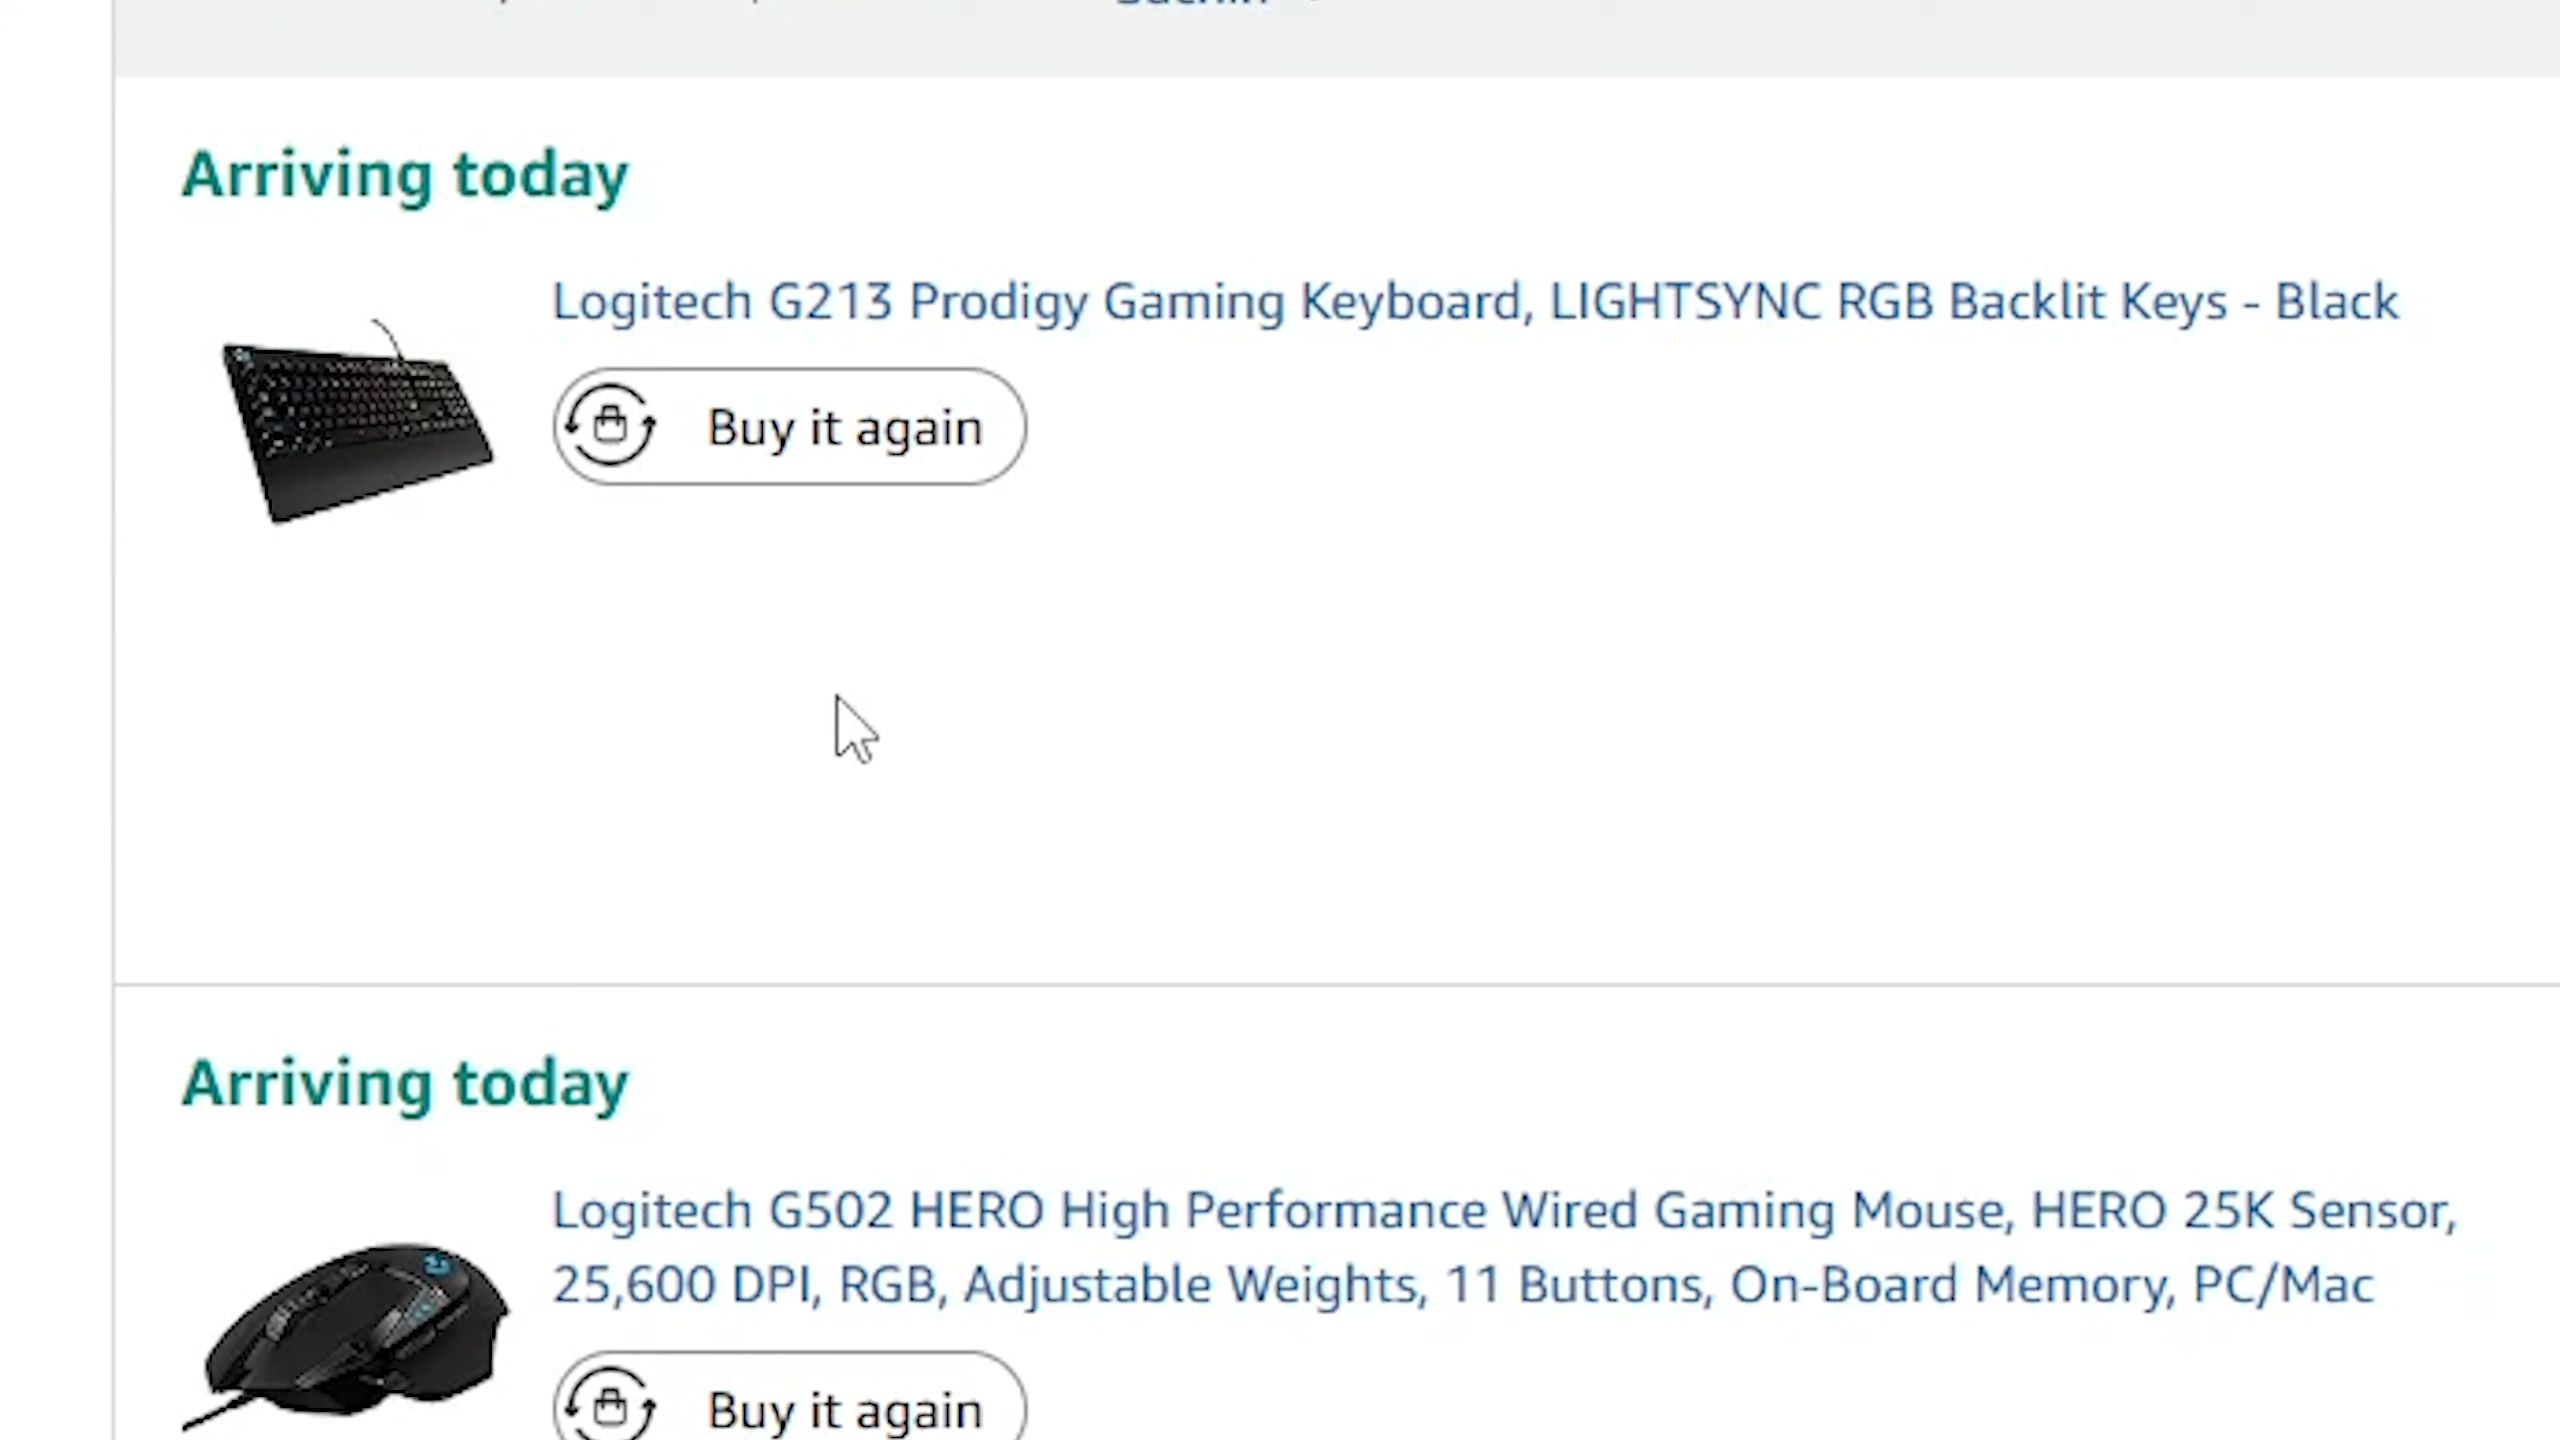 Arriving today
Logitech G213 Prodigy Gaming Keyboard, LIGHTSYNC RGB Backlit Keys - Black
Buy it again
Arriving today
Logitech G502 HERO High Performance Wired Gaming Mouse, HERO 25K Sensor,
25,600 DPI, RGB, Adjustable Weights, 11 Buttons, On-Board Memory, PC/Mac
Buy it again